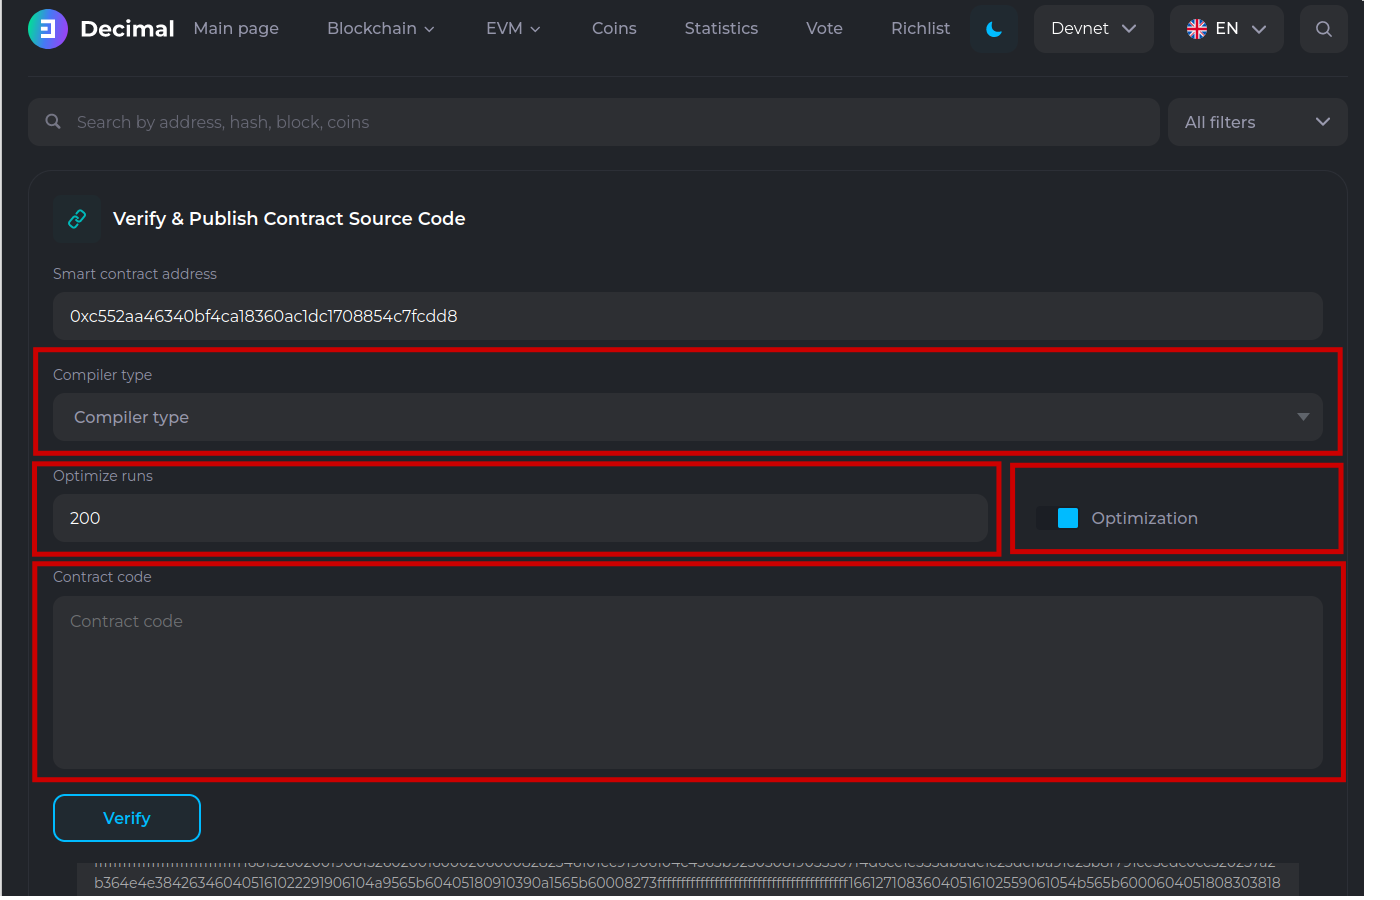 Decimal Main page Blockchain EVM Coins Statistics Vote Richlist Devnet EN
Search by address, hash, block, coins All filters
Verify & Publish Contract Source Code
Smart contract address
0xc552aa46340bf4ca18360ac1dc1708854c7fcdd8
Compiler type
Compiler type
Optimize runs
200 Optimization
Contract code
Contract code
Verify